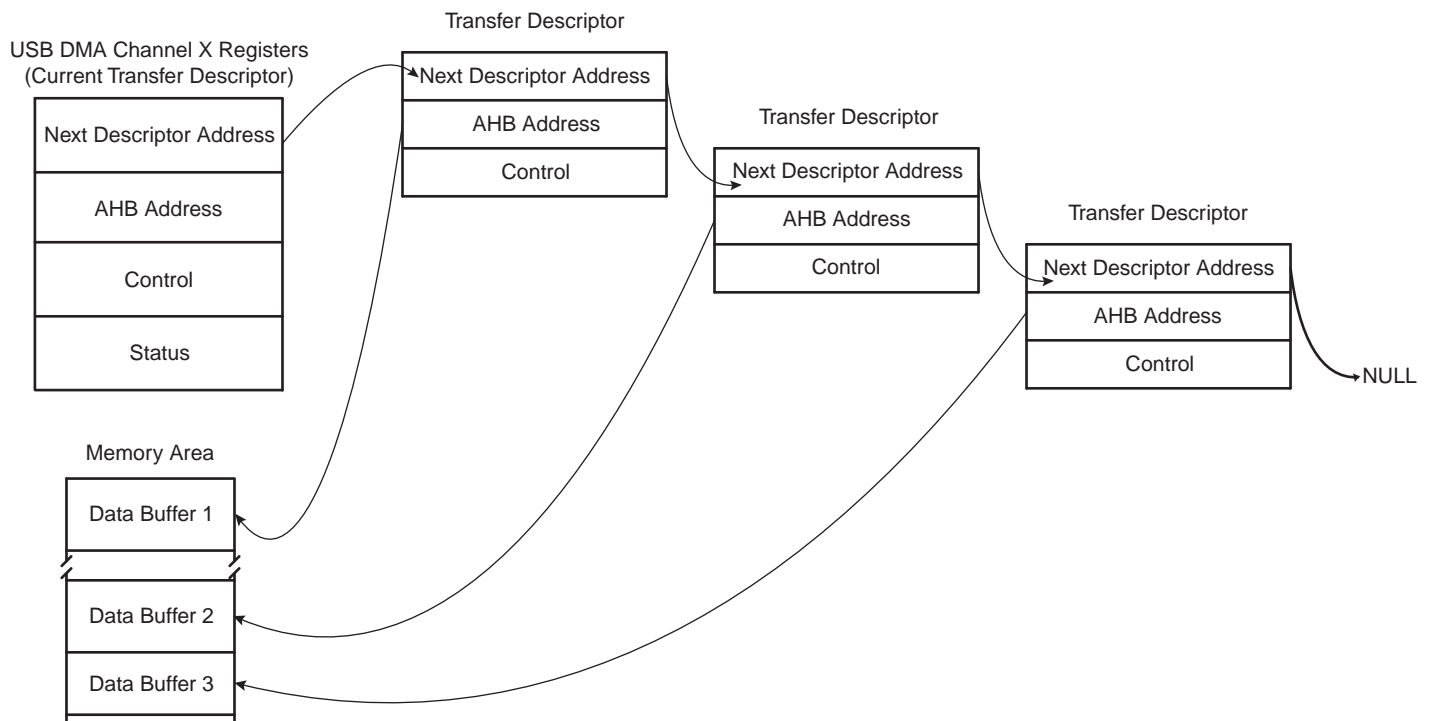 Transfer Descriptor
USB DMA Channel X Registers
(Current Transfer Descriptor)
Next Descriptor Address
AHB Address
Control
Status
Next Descriptor Address
AHB Address
Control
Transfer Descriptor
Next Descriptor Address
AHB Address
Control
Transfer Descriptor
Next Descriptor Address
AHB Address
Control
NULL
Memory Area
Data Buffer 1
Data Buffer 2
Data Buffer 3